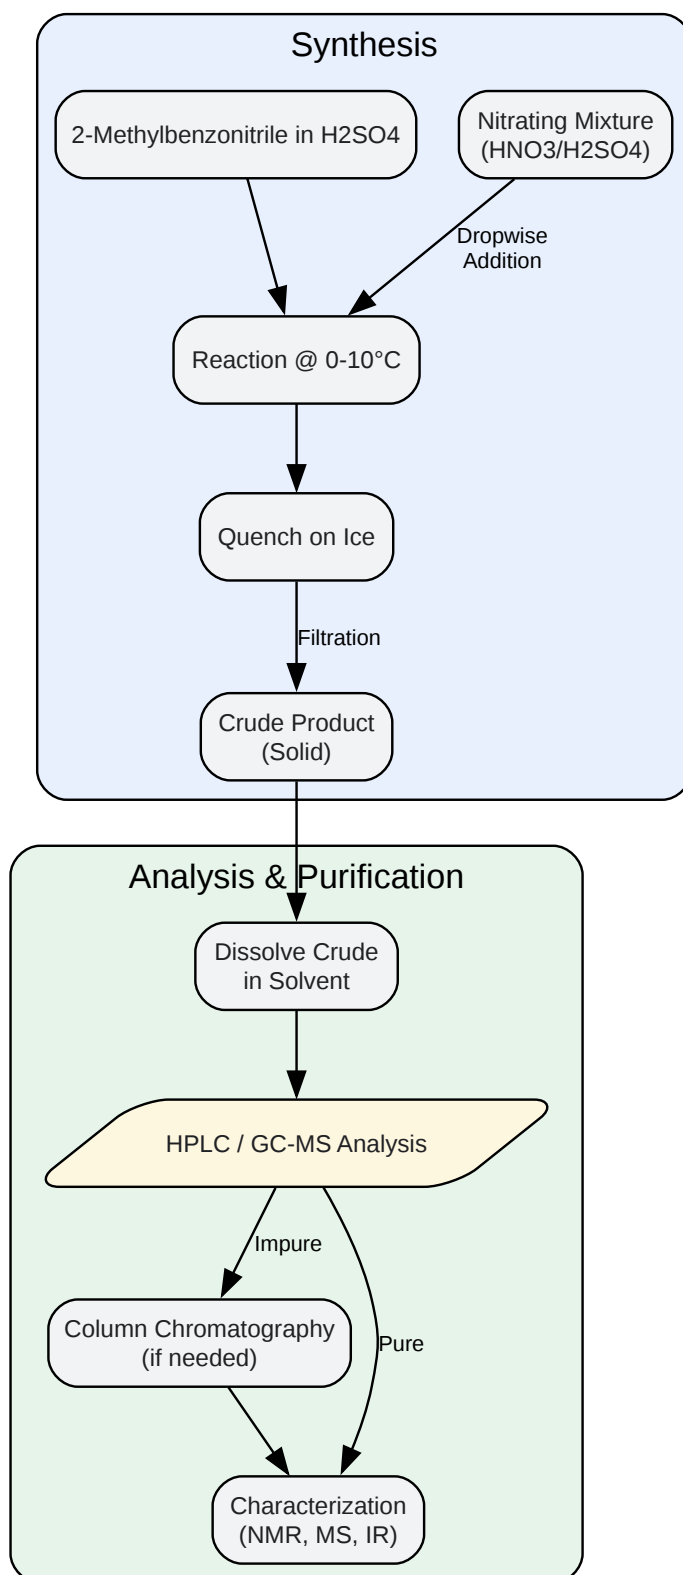 Synthesis
2-Methylbenzonitrile in H2SO4
Nitrating Mixture
(HNO3/H2SO4)
Dropwise
Addition
Reaction @ 0-10°C
Quench on Ice
Filtration
Crude Product
(Solid)
Analysis & Purification
Dissolve Crude
in Solvent
HPLC / GC-MS Analysis
Impure
Column Chromatography
(if needed)
Pure
Characterization
(NMR, MS, IR)